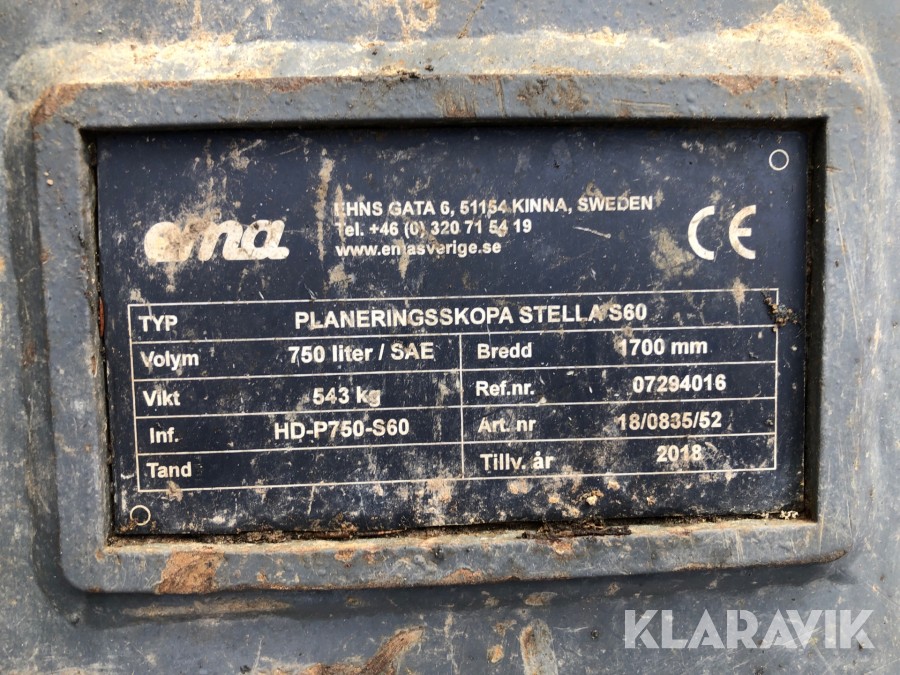 KLARAVIK
ema
EHNS GATA 6, 51154 KINNA, SWEDEN
Tel. +46 (0) 320 71 54 19
www.emasverige.se
CE
TYP PLANERINGSSKOPA STELLA S60
Volym 750 liter / SAE Bredd 1700 mm
Vikt 543 kg Ref.nr. 07294016
Inf. HD-P750-S60 Art. nr 18/0835/52
Tand Tillv. år 2018
KLARAVIK